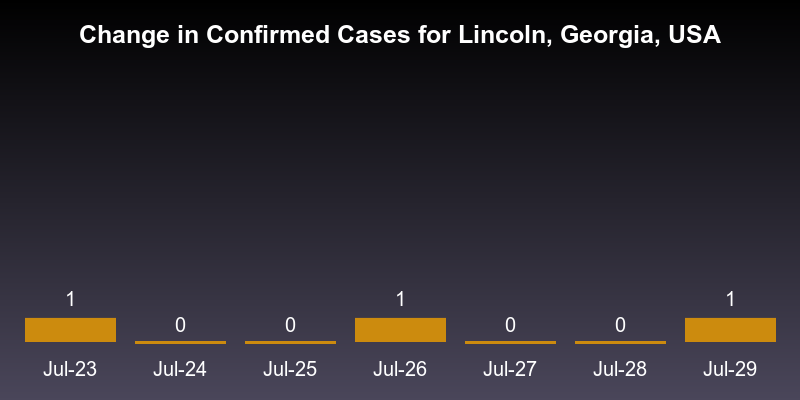 Change in Confirmed Cases for Lincoln, Georgia, USA
1 0 0 1 0 0 1
Jul-23 Jul-24 Jul-25 Jul-26 Jul-27 Jul-28 Jul-29